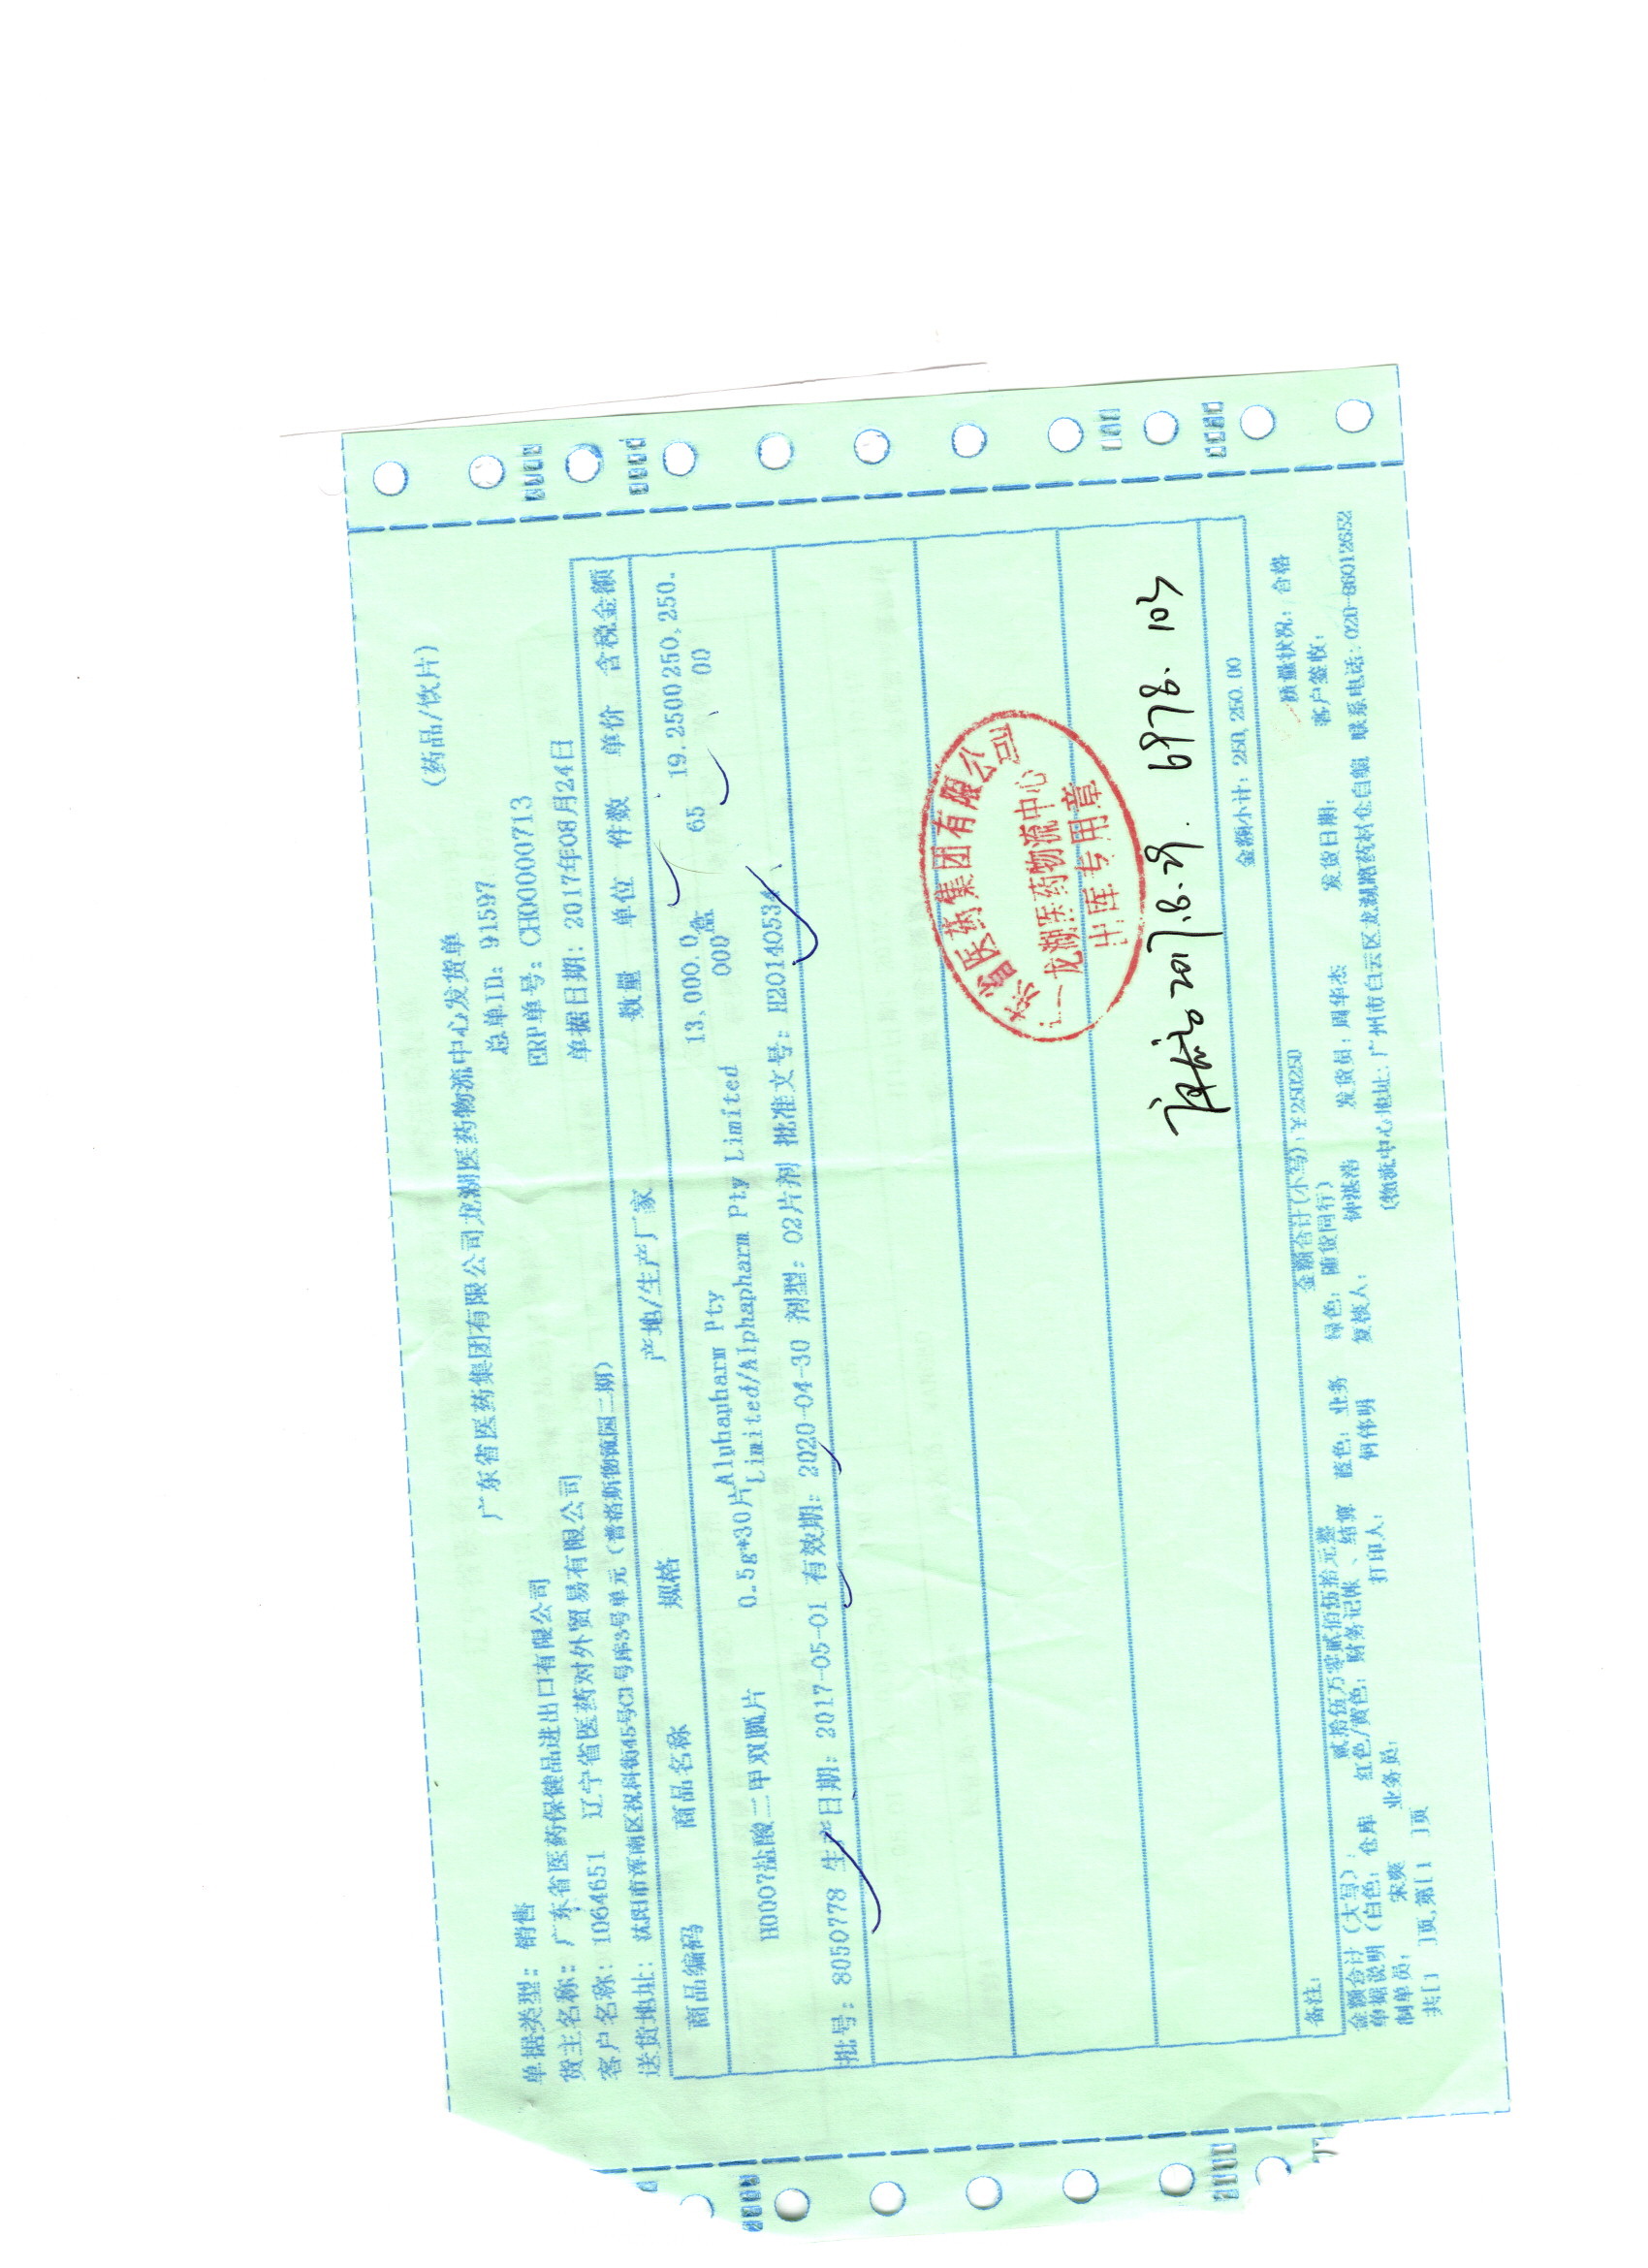 广东省医药集团有限公司龙湖医药物流中心发货单
(药品/饮片)
单据类型: 销售
总单ID: 91597
货主名称: 广东省医药保健品进出口有限公司
ERP单号: CH00000713
客户名称: 1064651 辽宁省医药对外贸易有限公司
单据日期: 2017年08月24日
送货地址: 沈阳市浑南区祝科街45号C1号库3号单元(普洛斯物流园二期)
商品编码 商品名称 规格 产地/生产厂家 数量 单位 件数 单价 含税金额
H0007盐酸二甲双胍片 0.5g*30片 Alphapharm Pty Limited/Alphapharm Pty Limited 13,000.0000 盒 65 19.2500 250,250.00
批号: 8050778 生产日期: 2017-05-01 有效期: 2020-04-30 剂型: 02片剂 批准文号: H20140534
广东省医药集团有限公司
龙湖医药物流中心
出库专用章
2017.8.29. 6978.
金额小计: 250,250.00
备注:
金额合计(小写): ¥250250
质量状况: 合格
金额合计(大写): 贰拾伍万零贰佰伍拾元整
单据说明(白色: 仓库 红色/黄色: 财务记帐、结算 蓝色: 业务 绿色: 随货同行)
制单员: 宋爽 业务员: 打印人: 何伟明 复核人: 钟湛浩 发货员: 周华杰 发货日期: 客户签收:
共[1 ]页,第[1 ]页
(物流中心地址: 广州市白云区龙湖路药材仓自编 联系电话: 020-86012652